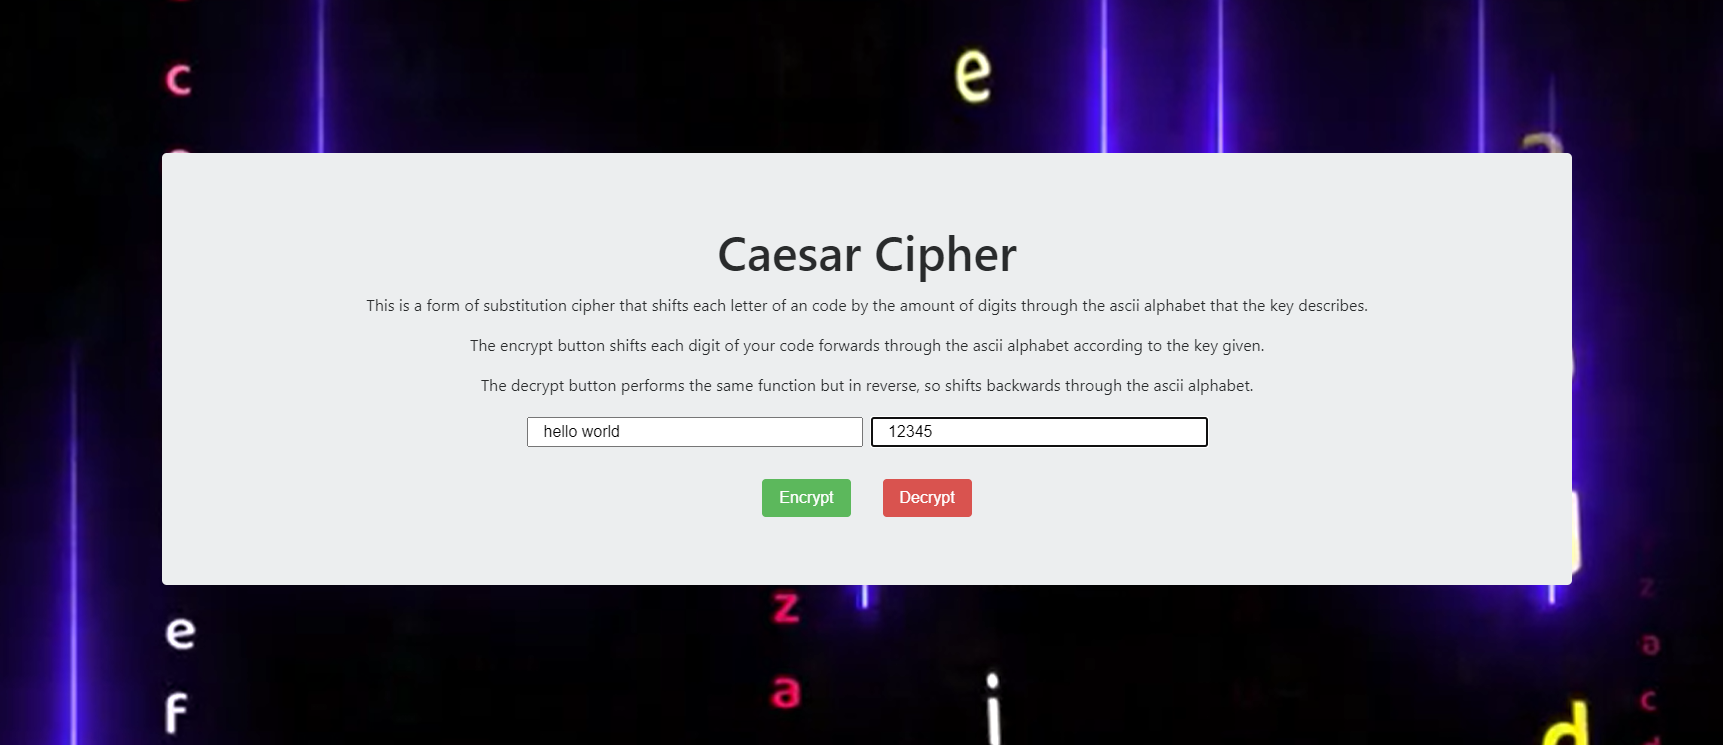 c
e
a
Caesar Cipher
This is a form of substitution cipher that shifts each letter of an code by the amount of digits through the ascii alphabet that the key describes.
The encrypt button shifts each digit of your code forwards through the ascii alphabet according to the key given.
The decrypt button performs the same function but in reverse, so shifts backwards through the ascii alphabet.
hello world 12345
Encrypt Decrypt
z
z
e
a
a
f
i
c
d